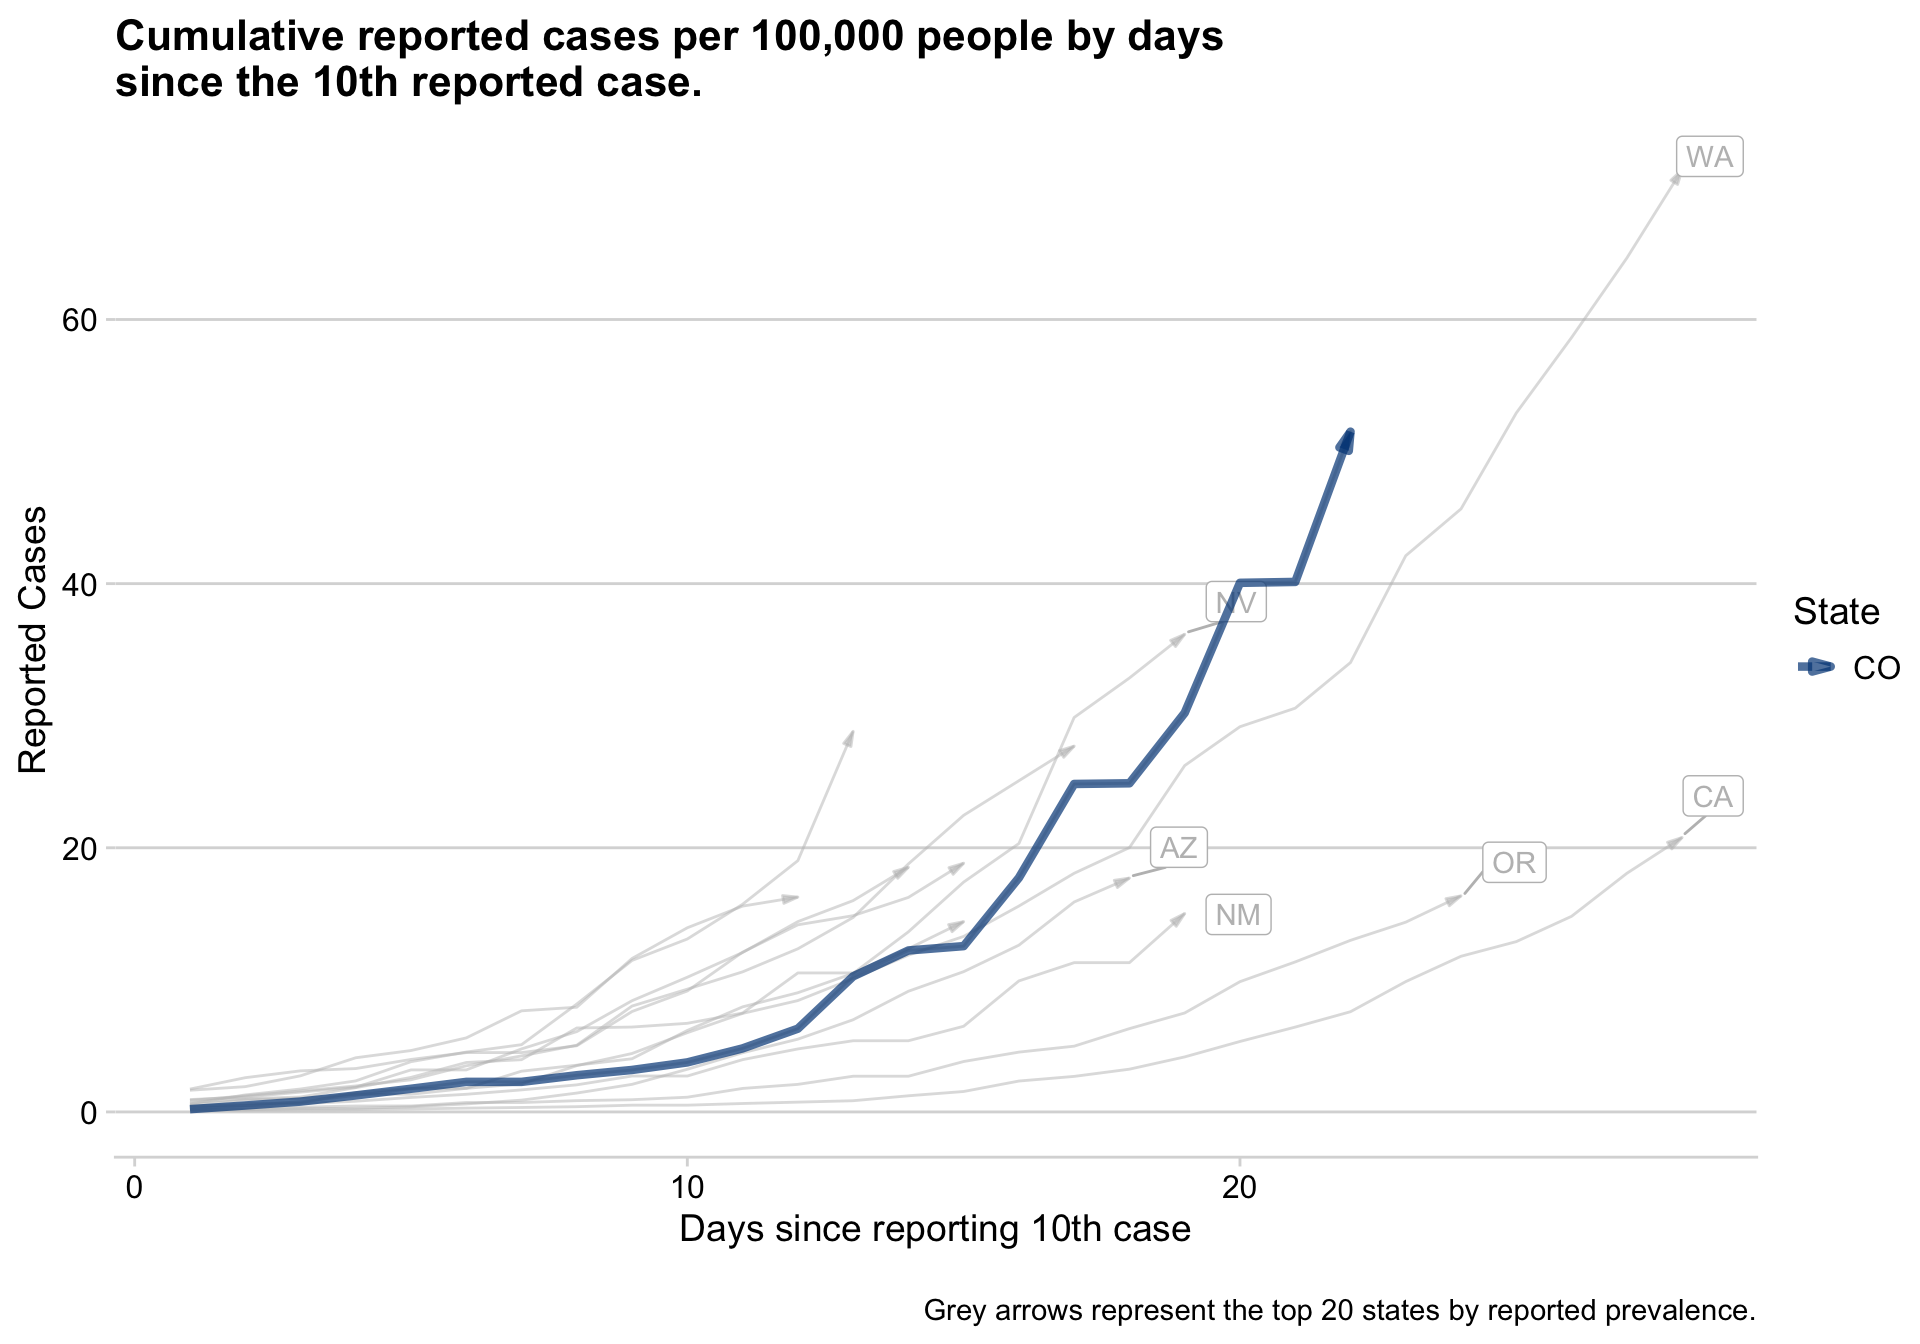 Cumulative reported cases per 100,000 people by days
since the 10th reported case.
WA
60
Reported Cases
40
NV
State
CO
CA
20
AZ
OR
NM
0
0
10
20
Days since reporting 10th case
Grey arrows represent the top 20 states by reported prevalence.